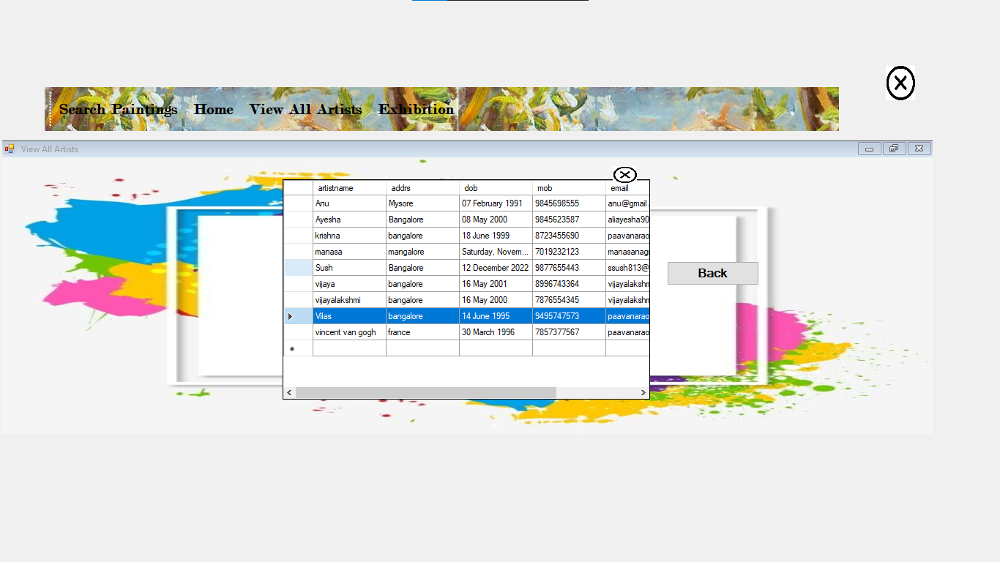 Search Paintings Home View All Artists Exhibition
View All Artists
artistname addrs dob mob email
Anu Mysore 07 February 1991 9845698555 anu@gmail.
Ayesha Bangalore 08 May 2000 9845623587 aliayesha90
krishna bangalore 18 June 1999 8723455690 paavanarao
manasa mangalore Saturday, Novem... 7019232123 manasanag
Sush Bangalore 12 December 2022 9877655443 ssush813@
vijaya bangalore 16 May 2001 8996743364 vijayalakshm
Back
vijayalakshmi bangalore 16 May 2000 7876554345 vijayalakshm
Vilas bangalore 14 June 1995 9495747573 paavanarao
vincent van gogh france 30 March 1996 7857377567 paavanarao